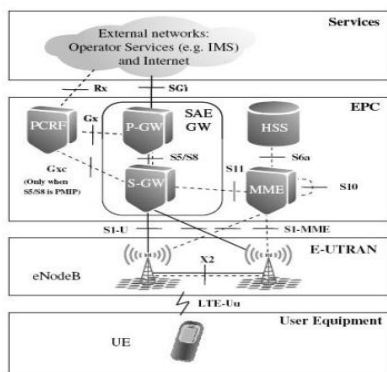 Services
External networks:
Operator Services (e.g. IMS)
and Internet
Rx
SGi
EPC
PCRF
Gx
P-GW
SAE
GW
HSS
S5/S8
S6a
Gxc
(Only when
S5/S8 is PMIP)
S-GW
S11
MME
S10
S1-U
S1-MME
E-UTRAN
eNodeB
X2
LTE-Uu
User Equipment
UE